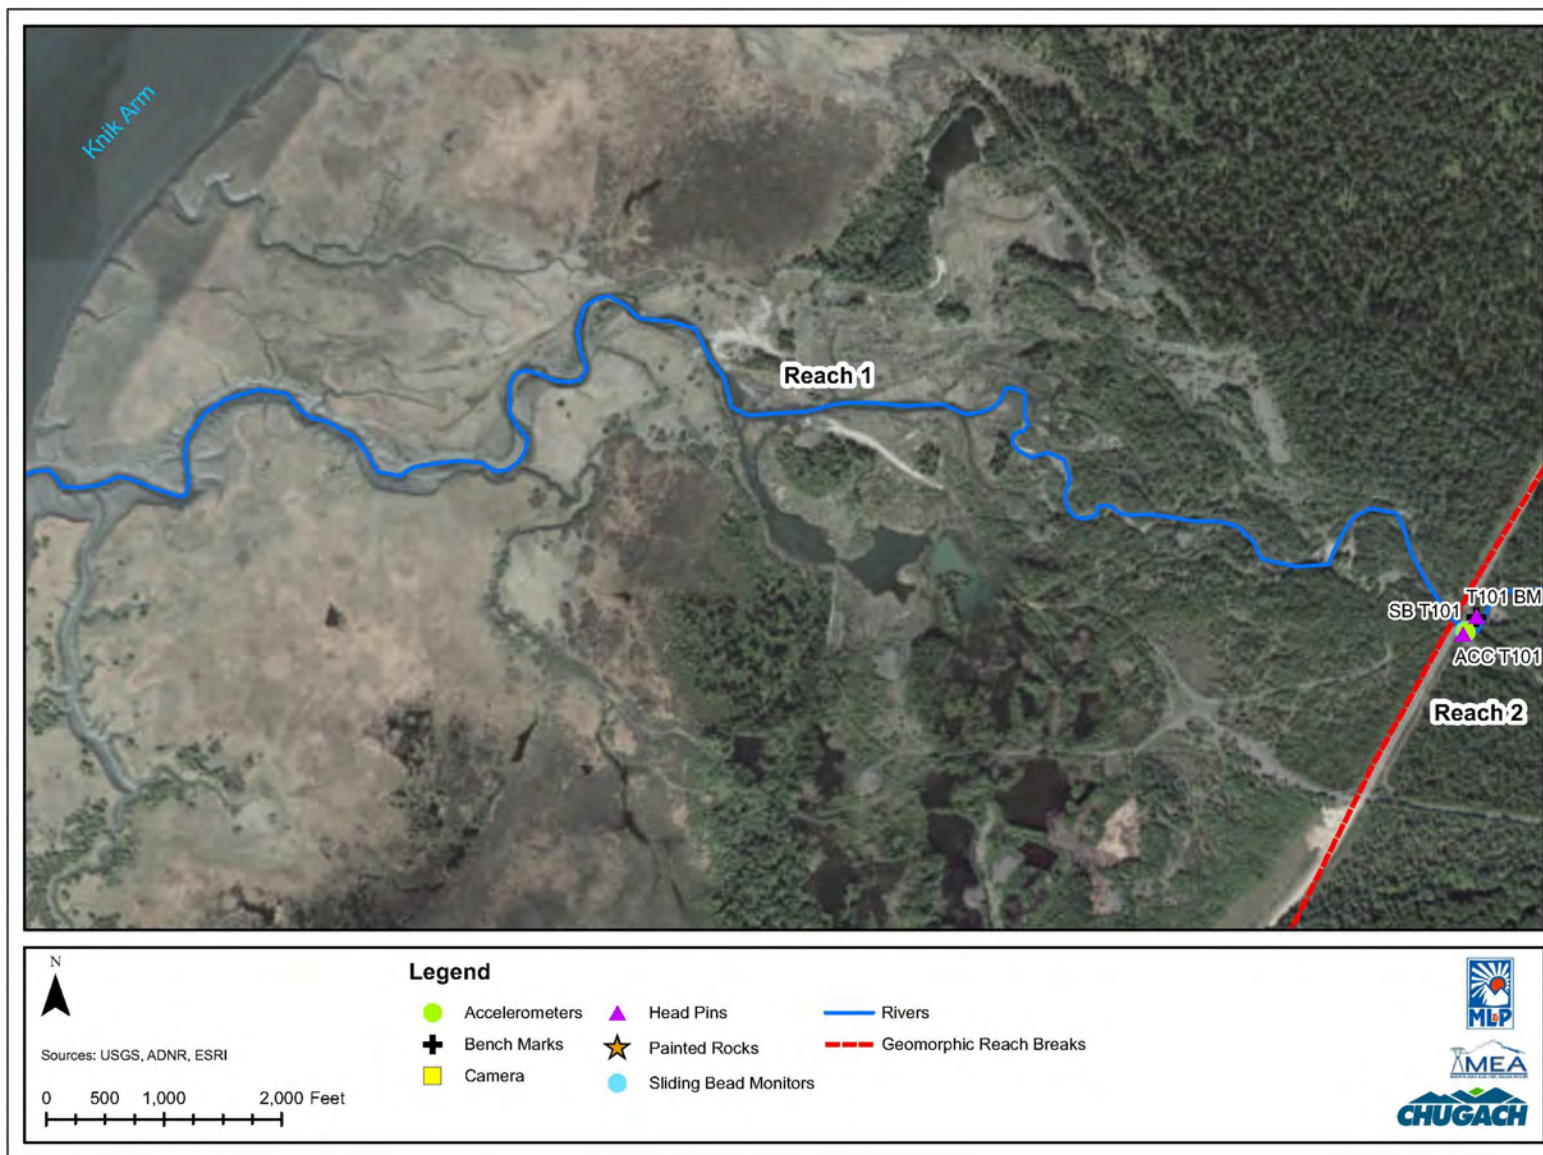 Knik Arm
Reach 1
SB T101
T101 BM
ACC T101
Reach 2
N
Sources: USGS, ADNR, ESRI
0 500 1,000 2,000 Feet
Legend
Accelerometers
Bench Marks
Camera
Head Pins
Painted Rocks
Sliding Bead Monitors
Rivers
Geomorphic Reach Breaks
ML&P
MEA
CHUGACH